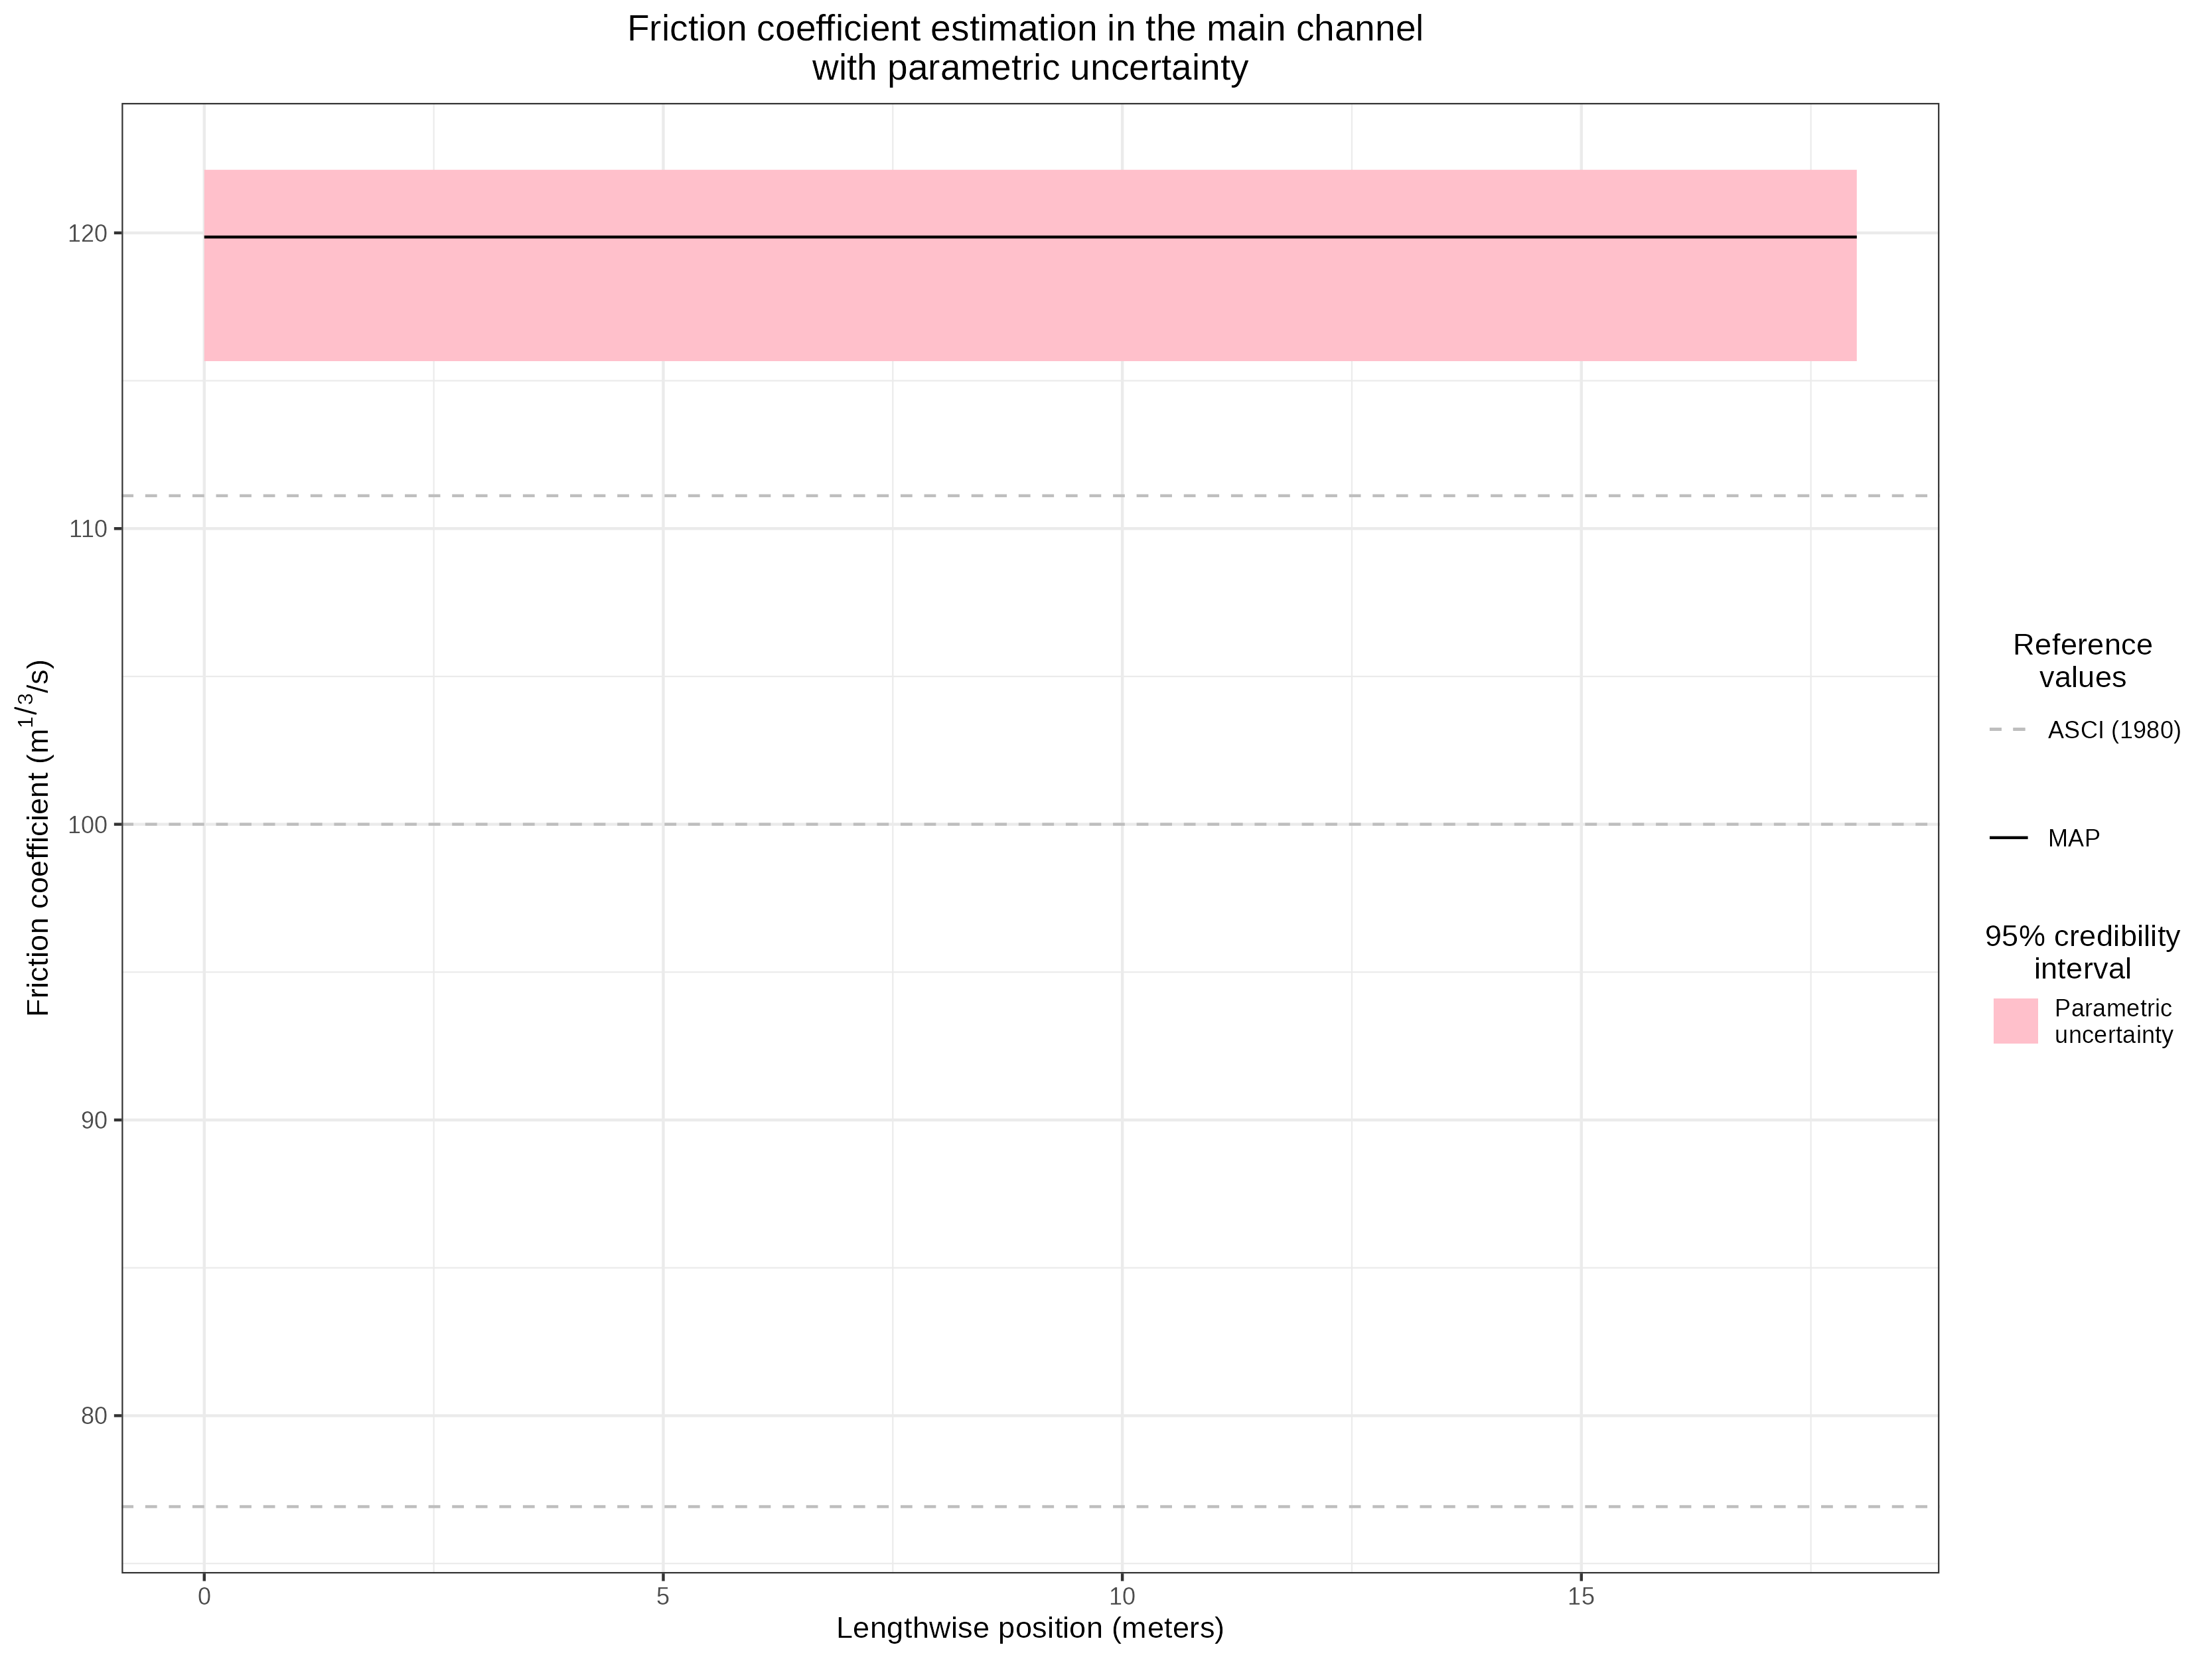 Friction coefficient estimation in the main channel
with parametric uncertainty
Friction coefficient (m^1/3/s)
120
110
100
90
80
0
5
10
15
Lengthwise position (meters)
Reference
values
ASCI (1980)
MAP
95% credibility
interval
Parametric
uncertainty